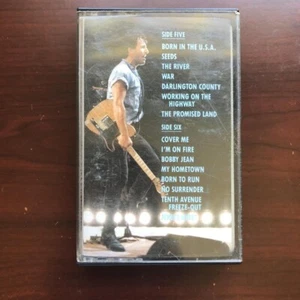 SIDE FIVE
BORN IN THE U.S.A.
SEEDS
THE RIVER
WAR
DARLINGTON COUNTY
WORKING ON THE
HIGHWAY
THE PROMISED LAND
SIDE SIX
COVER ME
I'M ON FIRE
BOBBY JEAN
MY HOMETOWN
BORN TO RUN
NO SURRENDER
TENTH AVENUE
FREEZE-OUT